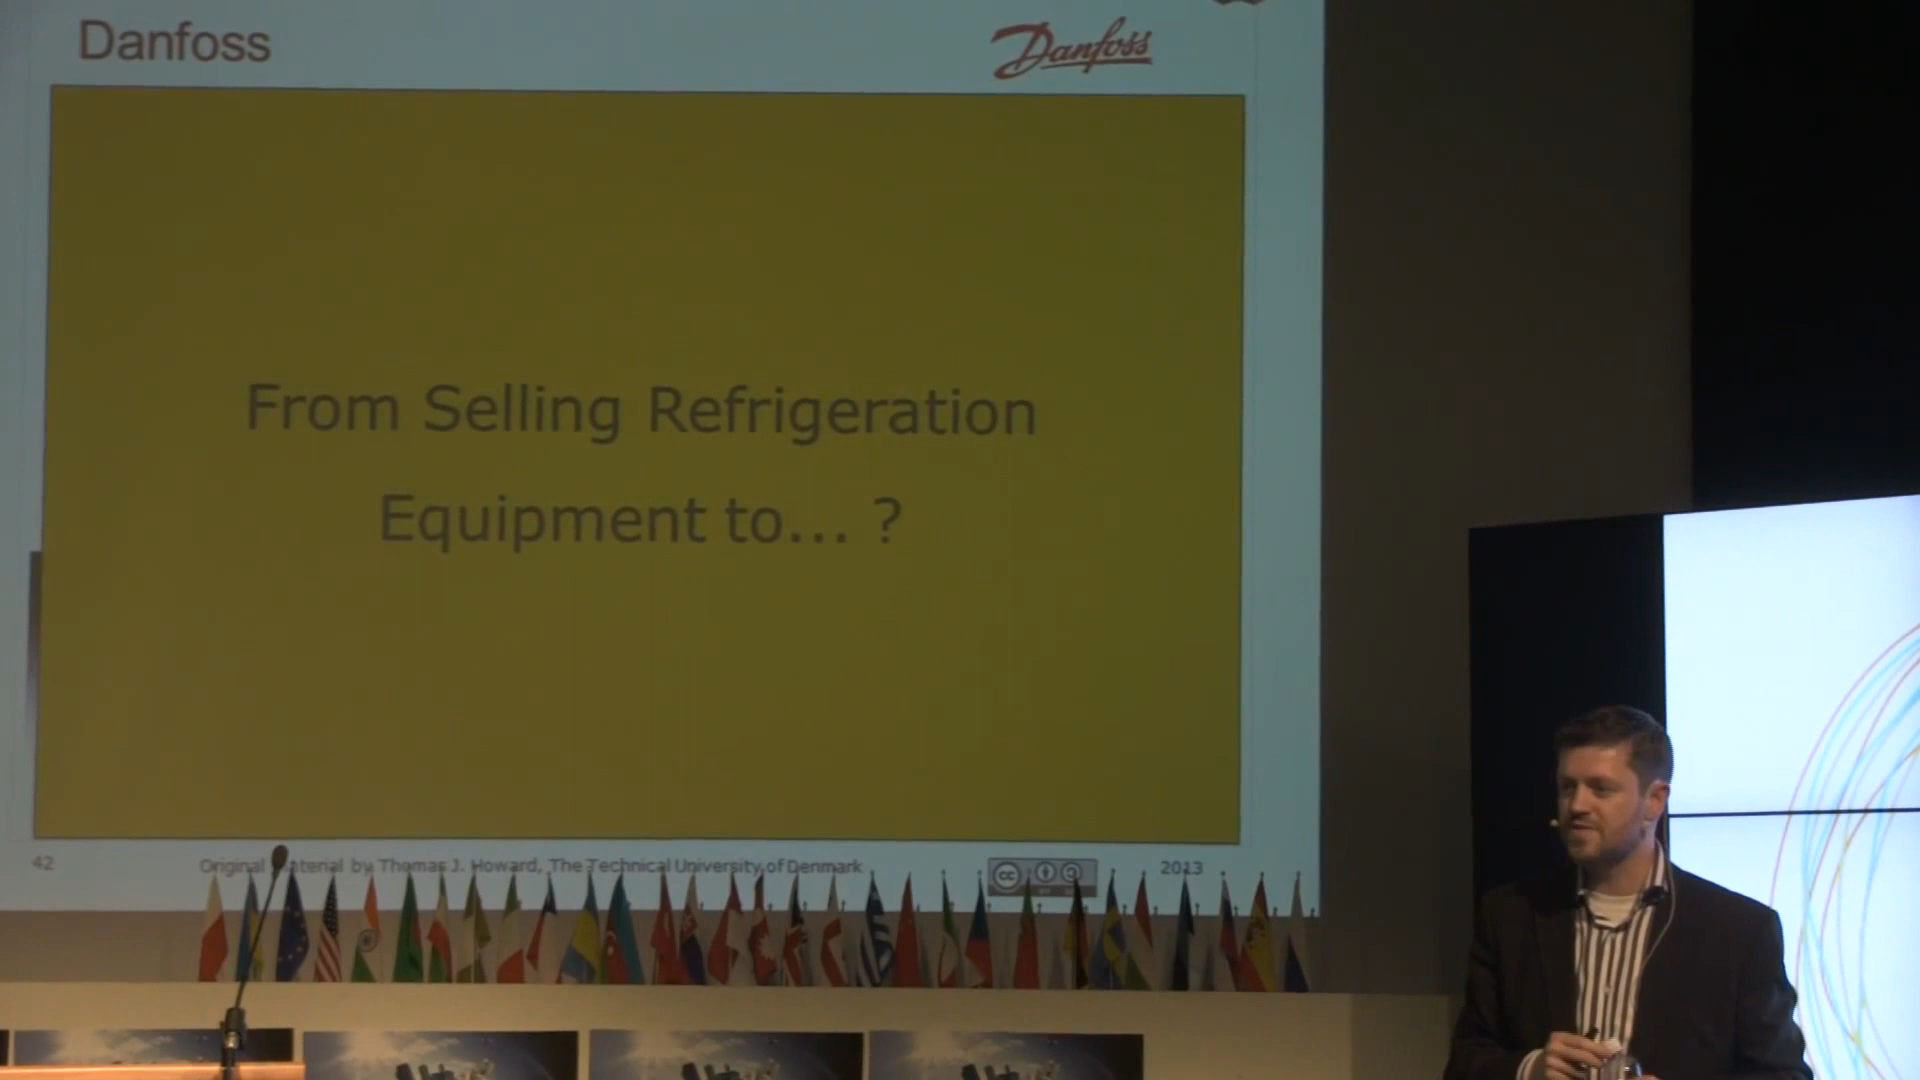 Danfoss
Danfoss
From Selling Refrigeration
Equipment to... ?
42
Original Material by Thomas J. Howard, The Technical University of Denmark
cc
2013